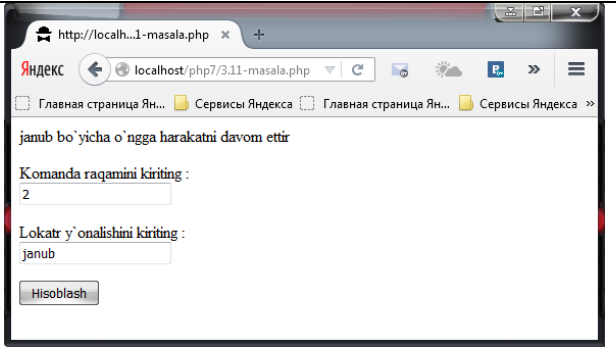 http://localh...1-masala.php × +
Яндекс localhost/php7/3.11-masala.php »
Главная страница Ян... Сервисы Яндекса Главная страница Ян... Сервисы Яндекса »
janub bo`yicha o`ngga harakatni davom ettir
Komanda raqamini kiriting :
2
Lokatr y`onalishini kiriting :
janub
Hisoblash